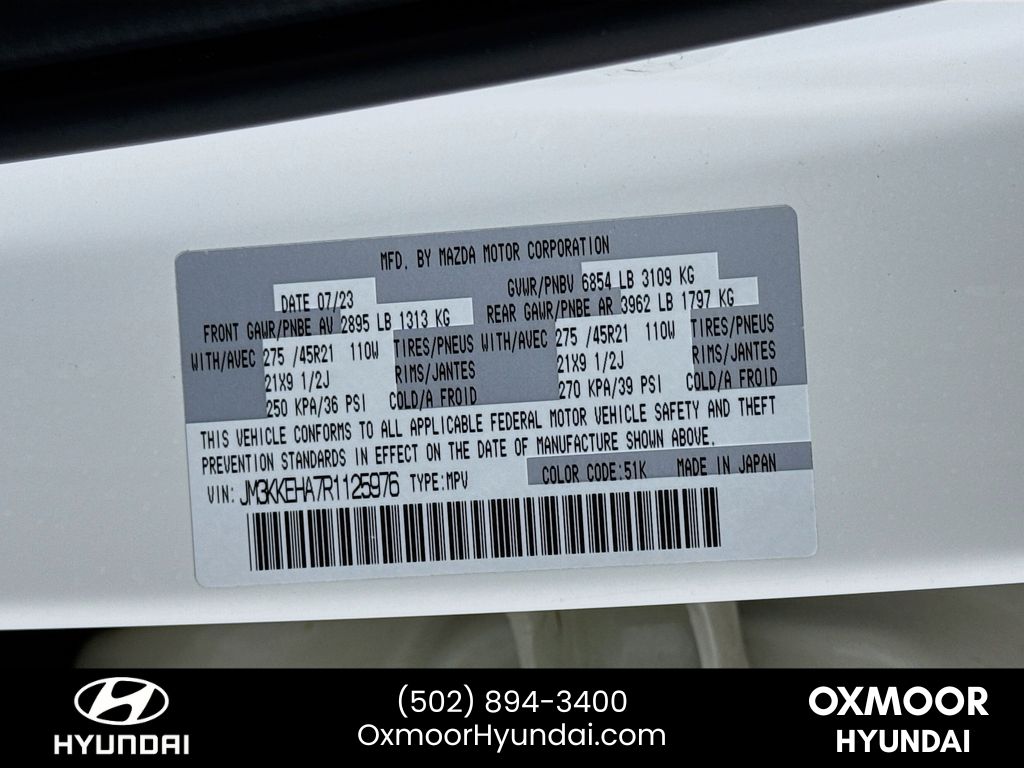 MFD. BY MAZDA MOTOR CORPORATION
DATE 07/23 GVWR/PNBV 6854 LB 3109 KG
FRONT GAWR/PNBE AV 2895 LB 1313 KG REAR GAWR/PNBE AR 3962 LB 1797 KG
WITH/AVEC 275 /45R21 110W TIRES/PNEUS WITH/AVEC 275 /45R21 110W TIRES/PNEUS
21X9 1/2J RIMS/JANTES 21X9 1/2J RIMS/JANTES
250 KPA/36 PSI COLD/A FROID 270 KPA/39 PSI COLD/A FROID
THIS VEHICLE CONFORMS TO ALL APPLICABLE FEDERAL MOTOR VEHICLE SAFETY AND THEFT
PREVENTION STANDARDS IN EFFECT ON THE DATE OF MANUFACTURE SHOWN ABOVE.
COLOR CODE:51K MADE IN JAPAN
VIN: JM3KKEHA7R1125976 TYPE:MPV
HYUNDAI
(502) 894-3400
OxmoorHyundai.com
OXMOOR
HYUNDAI